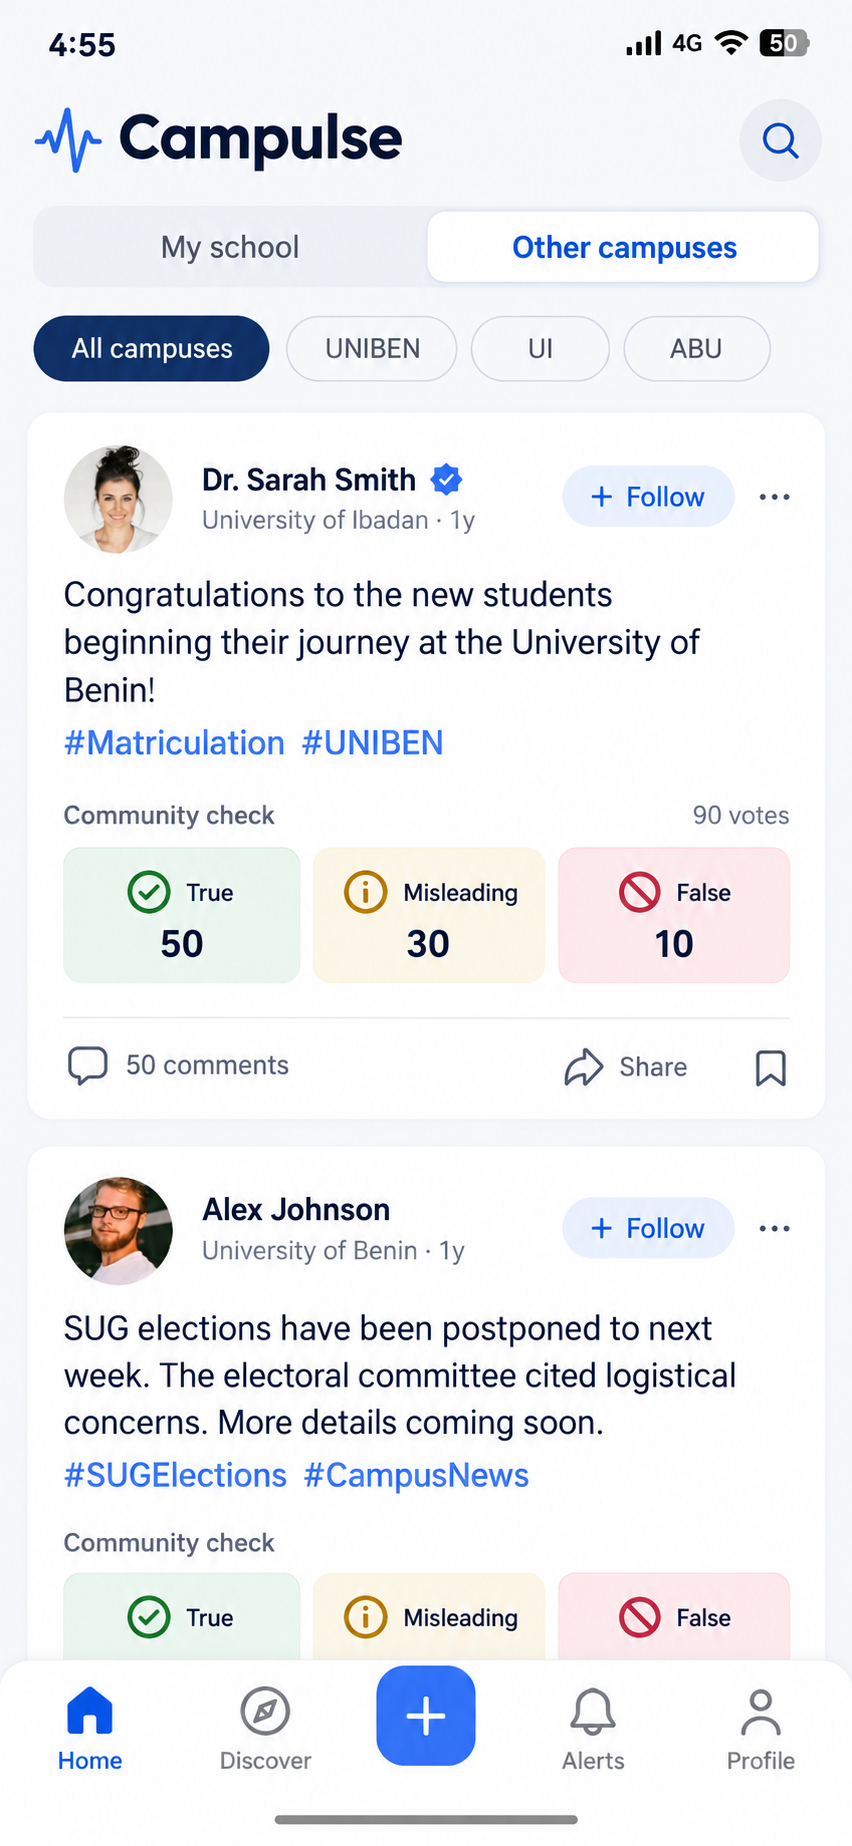 4:55
4G
50
Campulse
My school
Other campuses
All campuses
UNIBEN
UI
ABU
Dr. Sarah Smith
University of Ibadan · 1y
+ Follow
Congratulations to the new students
beginning their journey at the University of
Benin!
#Matriculation #UNIBEN
Community check
90 votes
True
50
Misleading
30
False
10
50 comments
Share
Alex Johnson
University of Benin · 1y
+ Follow
SUG elections have been postponed to next
week. The electoral committee cited logistical
concerns. More details coming soon.
#SUGElections #CampusNews
Community check
True
Misleading
False
Home
Discover
Alerts
Profile